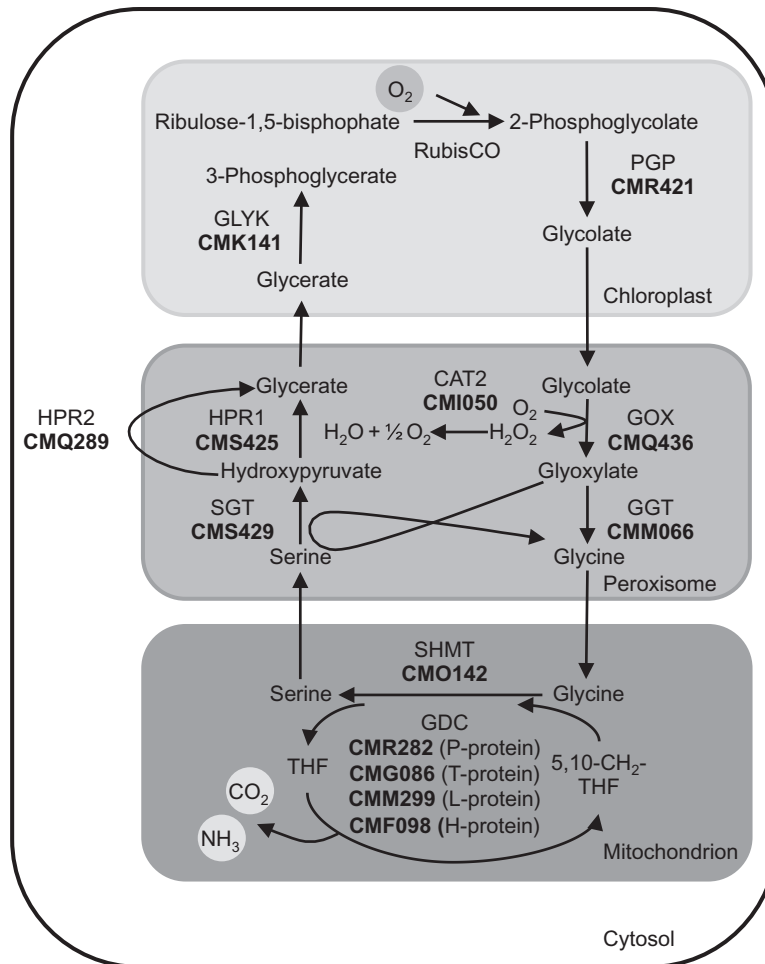 O2
Ribulose-1,5-bisphophate
2-Phosphoglycolate
RubisCO
3-Phosphoglycerate
PGP
CMR421
GLYK
CMK141
Glycolate
Glycerate
Chloroplast
Glycerate
CAT2
CMI050
Glycolate
O2
HPR2
CMQ289
HPR1
CMS425
H2O + ½ O2
H2O2
GOX
CMQ436
Hydroxypyruvate
Glyoxylate
SGT
CMS429
GGT
CMM066
Serine
Glycine
Peroxisome
SHMT
CMO142
Serine
Glycine
GDC
CMR282 (P-protein)
CMG086 (T-protein)
CMM299 (L-protein)
CMF098 (H-protein)
THF
5,10-CH2-
THF
CO2
NH3
Mitochondrion
Cytosol